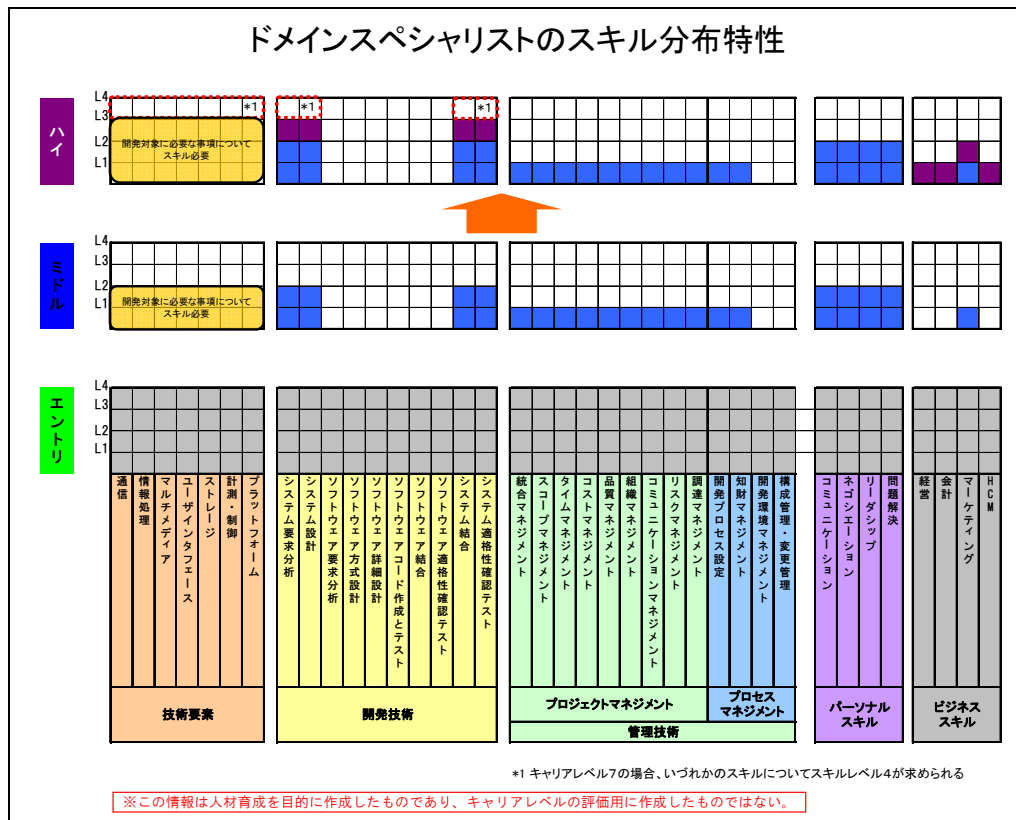 ドメインスペシャリストのスキル分布特性
ハイ
L4
L3
L2
L1
*1
*1
*1
開発対象に必要な事項について
スキル必要
ミドル
L4
L3
L2
L1
開発対象に必要な事項について
スキル必要
エントリ
L4
L3
L2
L1
通信
情報処理
マルチメディア
ユーザインタフェース
ストレージ
計測・制御
プラットフォーム
システム要求分析
システム設計
ソフトウェア要求分析
ソフトウェア方式設計
ソフトウェア詳細設計
ソフトウェアコード作成とテスト
ソフトウェア結合
ソフトウェア適格性確認テスト
システム結合
システム適格性確認テスト
統合マネジメント
スコープマネジメント
タイムマネジメント
コストマネジメント
品質マネジメント
組織マネジメント
コミュニケーションマネジメント
リスクマネジメント
調達マネジメント
開発プロセス設定
知財マネジメント
開発環境マネジメント
構成管理・変更管理
コミュニケーション
ネゴシエーション
リーダシップ
問題解決
経営
会計
マーケティング
HCM
技術要素
開発技術
プロジェクトマネジメント
プロセス
マネジメント
管理技術
パーソナル
スキル
ビジネス
スキル
*1 キャリアレベル7の場合、いづれかのスキルについてスキルレベル4が求められる
※この情報は人材育成を目的に作成したものであり、キャリアレベルの評価用に作成したものではない。